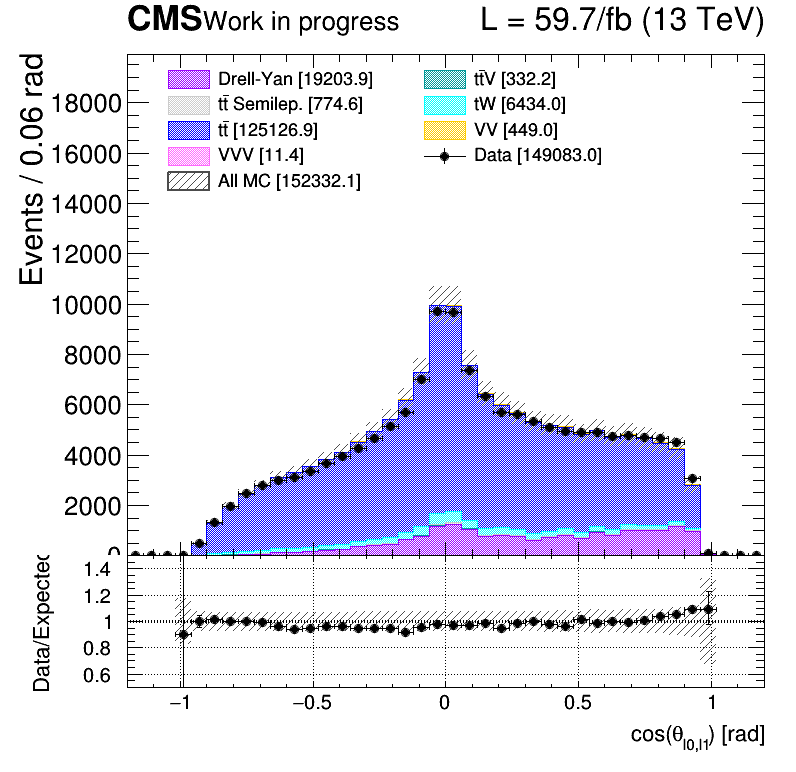 CMS Work in progress L = 59.7/fb (13 TeV)
Events / 0.06 rad
Drell-Yan [19203.9]
tt̄V [332.2]
tt̄ Semilep. [774.6]
tW [6434.0]
tt̄ [125126.9]
VV [449.0]
VVV [11.4]
Data [149083.0]
All MC [152332.1]
18000
16000
14000
12000
10000
8000
6000
4000
2000
0
Data/Expected
1.4
1.2
1
0.8
0.6
−1 −0.5 0 0.5 1
cos(θl0,l1) [rad]